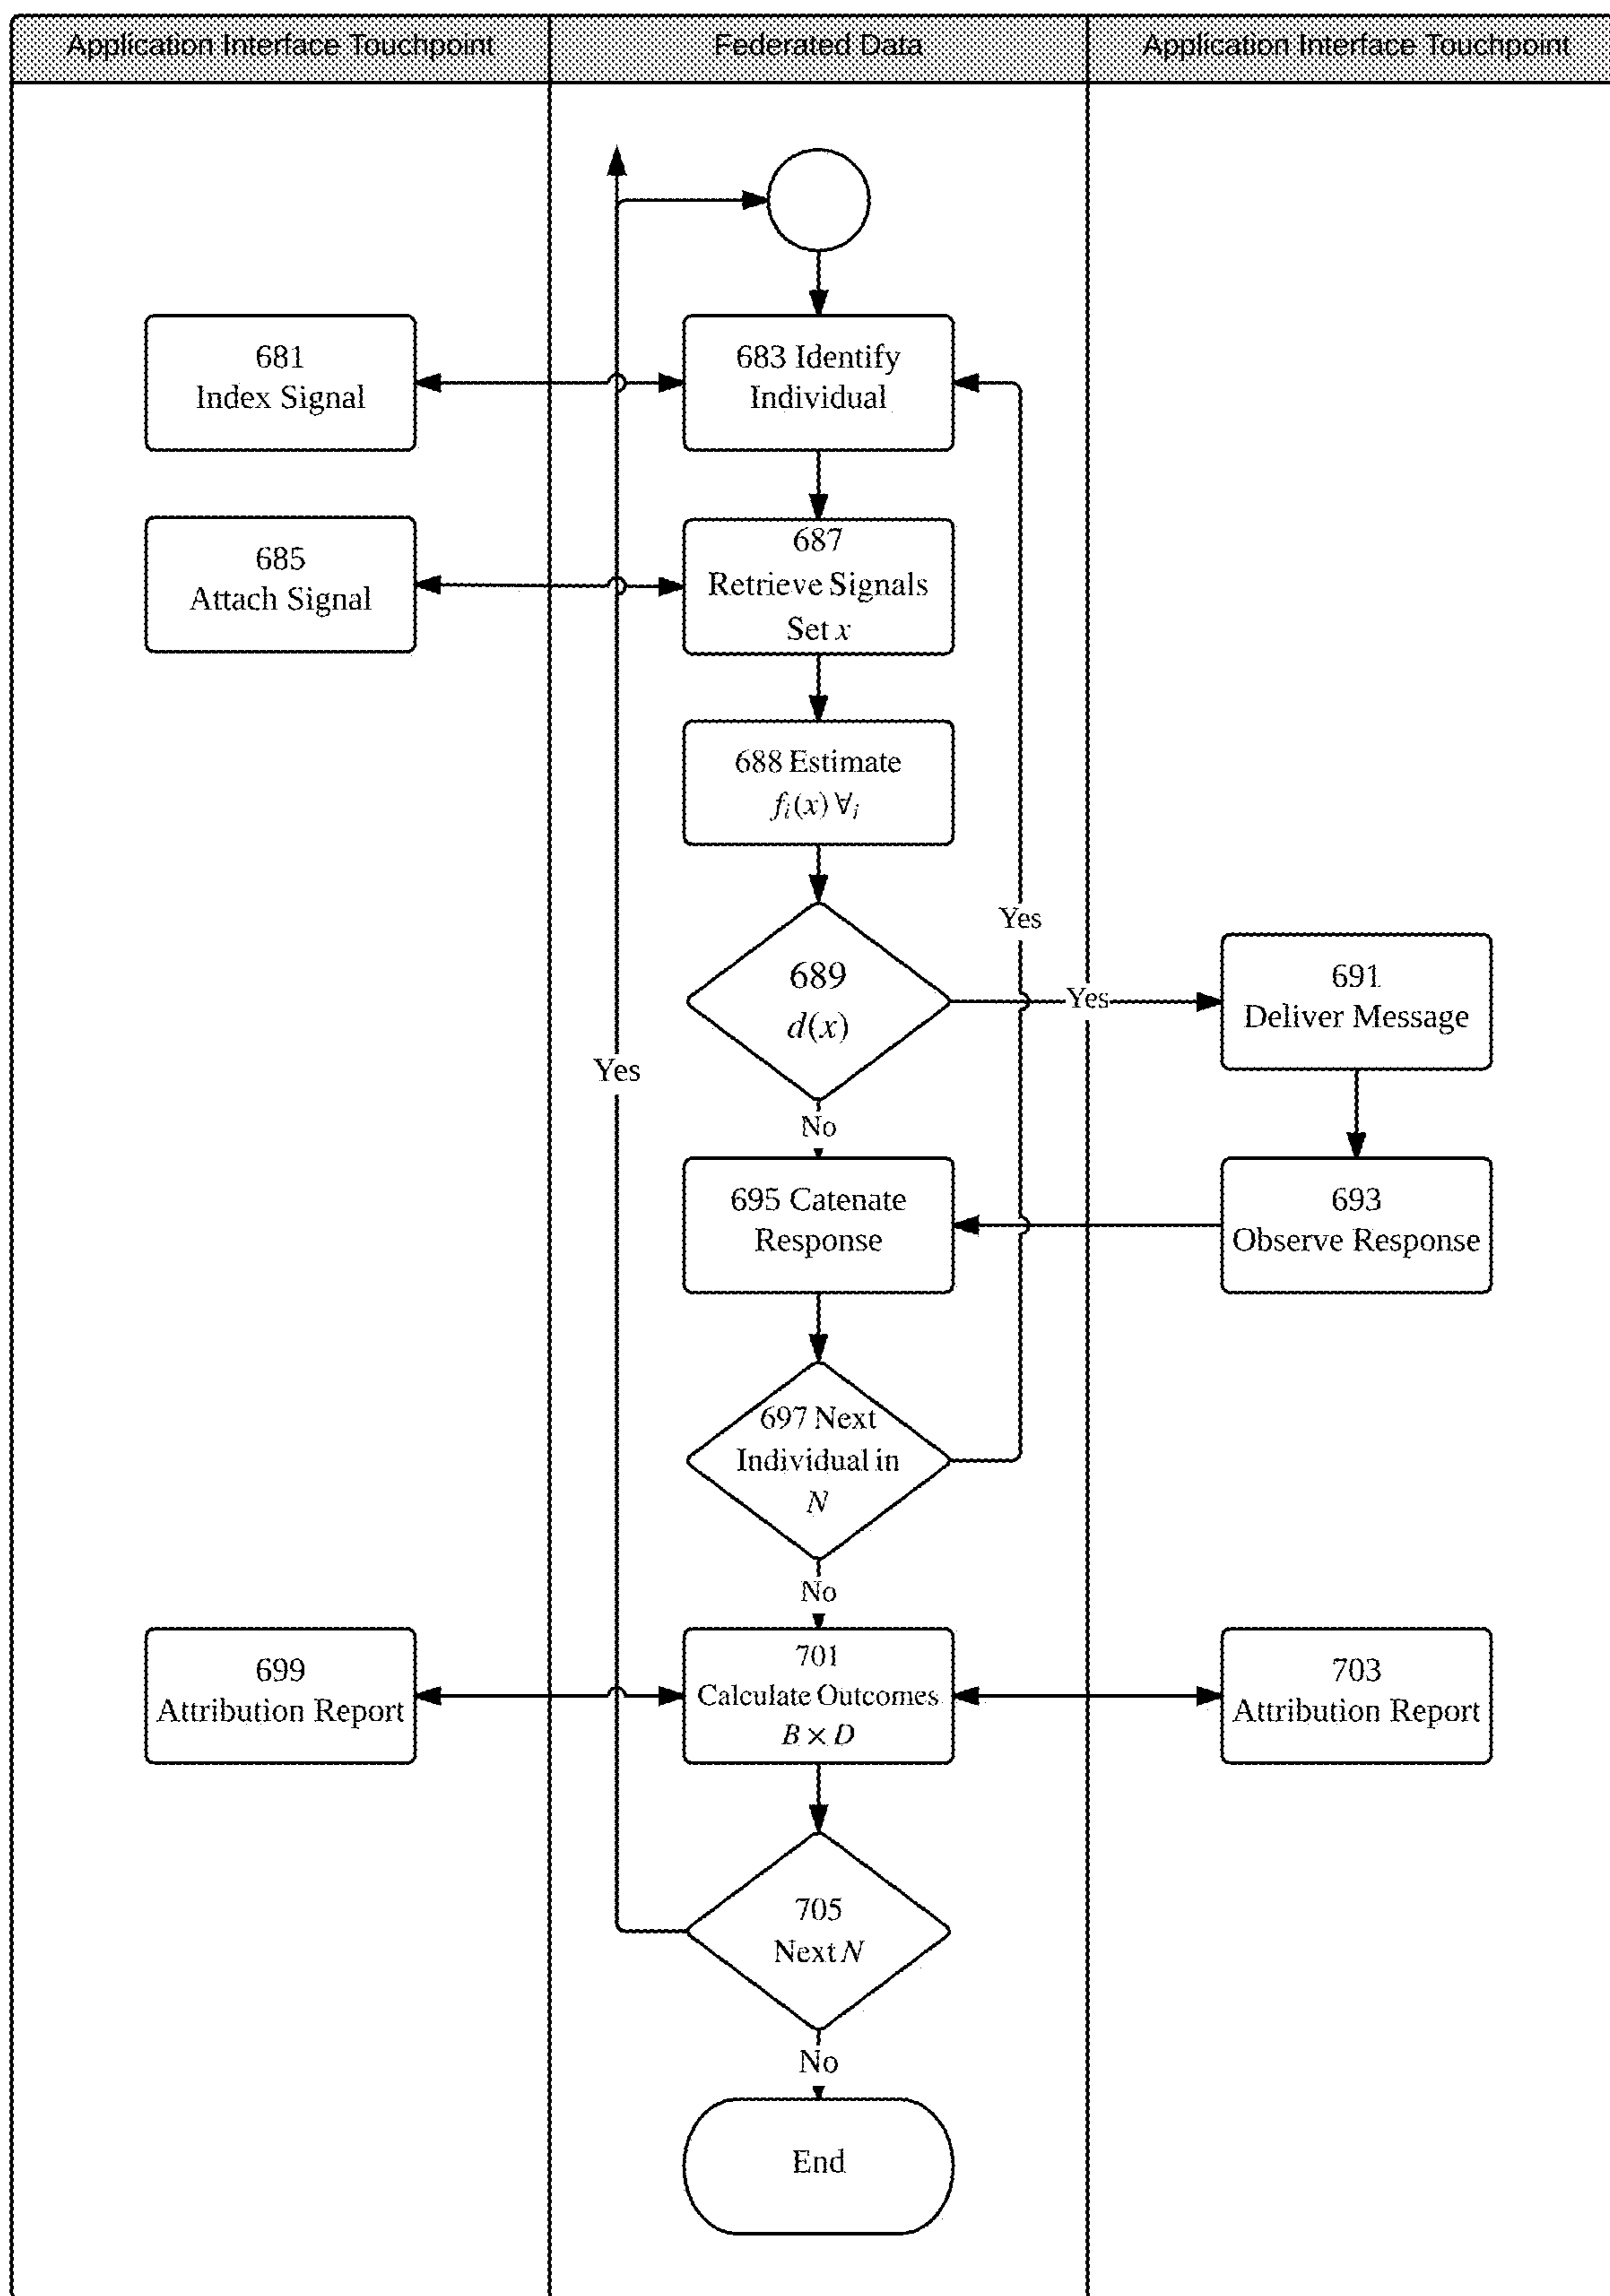 Application Interface Touchpoint
Federated Data
Application Interface Touchpoint
681
Index Signal
683 Identify
Individual
685
Attach Signal
687
Retrieve Signals
Set x
688 Estimate
fᵢ(x) ∀ᵢ
Yes
689
d(x)
Yes
691
Deliver Message
Yes
No
695 Catenate
Response
693
Observe Response
697 Next
Individual in
N
No
699
Attribution Report
701
Calculate Outcomes
B × D
703
Attribution Report
705
Next N
No
End